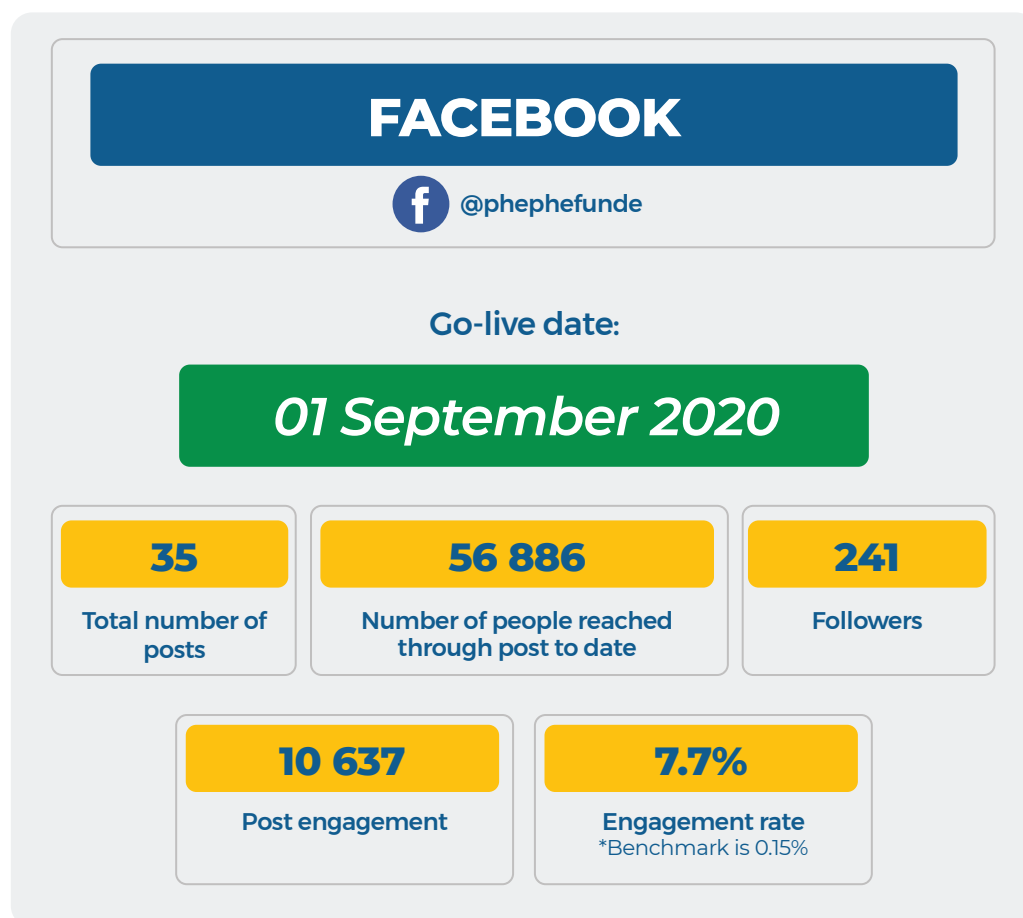 FACEBOOK
@phephefunde
Go-live date:
01 September 2020
35
Total number of
posts
56 886
Number of people reached
through post to date
241
Followers
10 637
Post engagement
7.7%
Engagement rate
*Benchmark is 0.15%